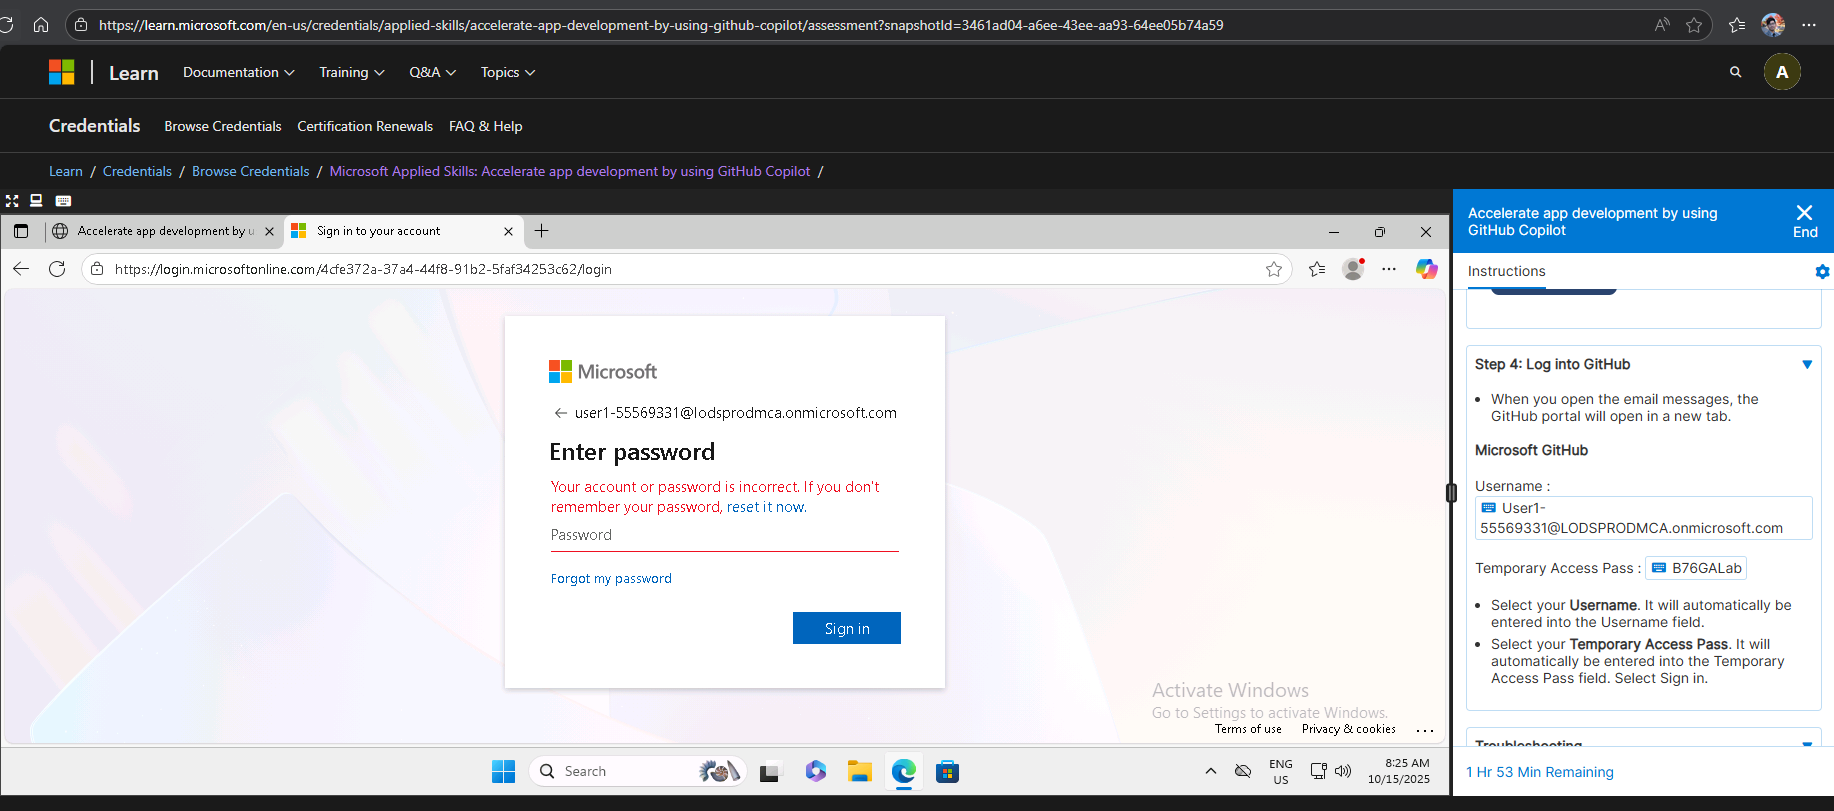 https://learn.microsoft.com/en-us/credentials/applied-skills/accelerate-app-development-by-using-github-copilot/assessment?snapshotId=3461ad04-a6ee-43ee-aa93-64ee05b74a59
Learn Documentation Training Q&A Topics A
Credentials Browse Credentials Certification Renewals FAQ & Help
Learn / Credentials / Browse Credentials / Microsoft Applied Skills: Accelerate app development by using GitHub Copilot /
Accelerate app development by u
Sign in to your account
https://login.microsoftonline.com/4cfe372a-37a4-44f8-91b2-5faf34253c62/login
Microsoft
user1-55569331@lodsprodmca.onmicrosoft.com
Enter password
Your account or password is incorrect. If you don't
remember your password, reset it now.
Password
Forgot my password
Sign in
Activate Windows
Go to Settings to activate Windows.
Terms of use Privacy & cookies ...
Search
ENG
US
8:25 AM
10/15/2025
Accelerate app development by using
GitHub Copilot
End
Instructions
Step 4: Log into GitHub
• When you open the email messages, the
GitHub portal will open in a new tab.
Microsoft GitHub
Username :
User1-
55569331@LODSPRODMCA.onmicrosoft.com
Temporary Access Pass : B76GALab
• Select your Username. It will automatically be
entered into the Username field.
• Select your Temporary Access Pass. It will
automatically be entered into the Temporary
Access Pass field. Select Sign in.
Troubleshooting
1 Hr 53 Min Remaining